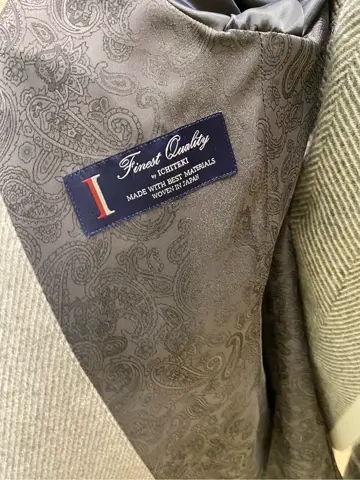 I
Finest Quality
by ICHITEKI
MADE WITH BEST MATERIALS
WOVEN IN JAPAN